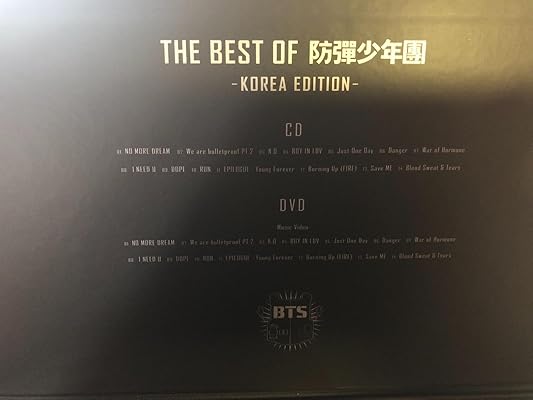 THE BEST OF 防彈少年團
-KOREA EDITION-
CD
01. NO MORE DREAM 02. We are bulletproof Pt.2 03. N.O 04. BOY IN LUV 05. Just One Day 06. Danger 07. War of Hormone
08. I NEED U 09. DOPE 10. RUN 11. EPILOGUE : Young Forever 12. Burning Up (FIRE) 13. Save ME 14. Blood Sweat & Tears
DVD
Music Video
01. NO MORE DREAM 02. We are bulletproof Pt.2 03. N.O 04. BOY IN LUV 05. Just One Day 06. Danger 07. War of Hormone
08. I NEED U 09. DOPE 10. RUN 11. EPILOGUE : Young Forever 12. Burning Up (FIRE) 13. Save ME 14. Blood Sweat & Tears
BTS